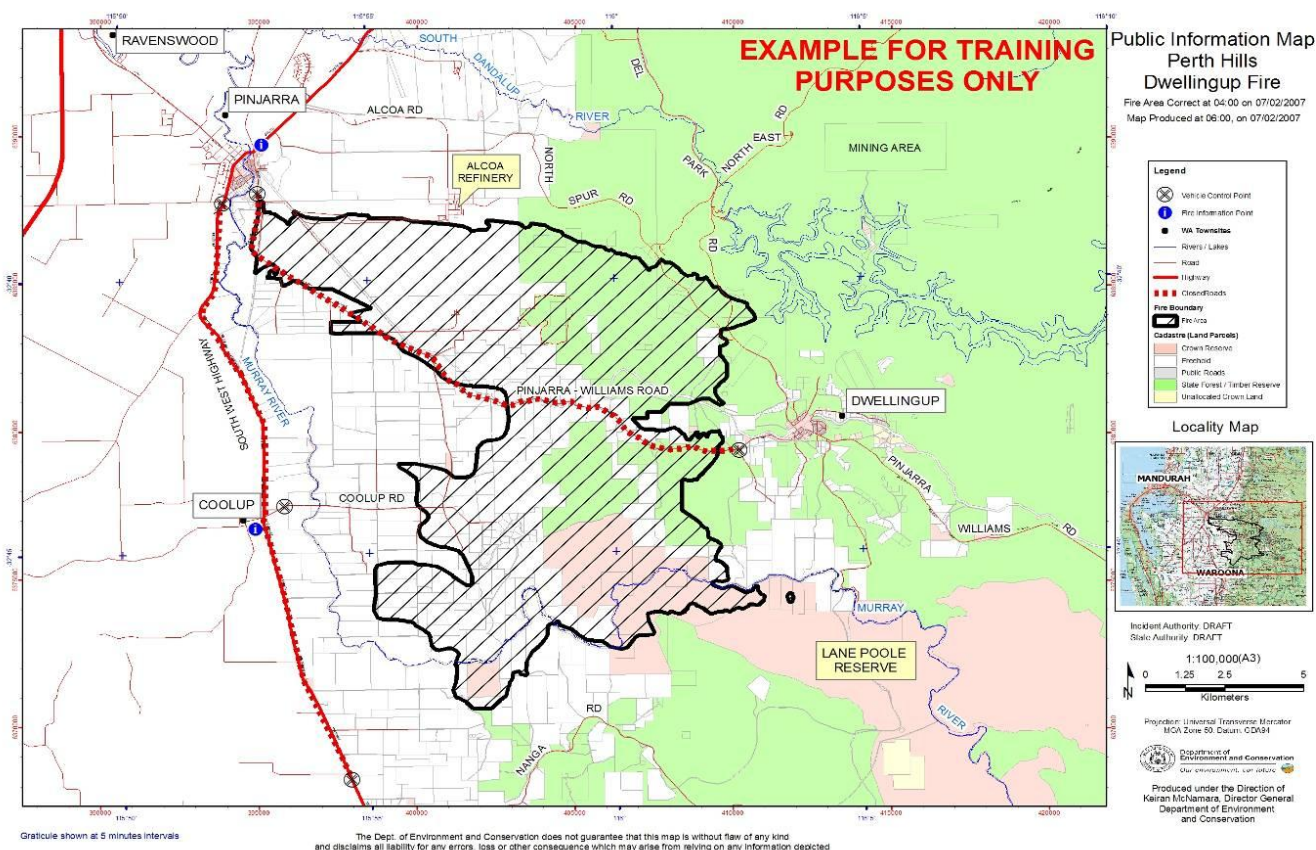 EXAMPLE FOR TRAINING
PURPOSES ONLY
Public Information Map
Perth Hills
Dwellingup Fire
Fire Area Correct at 04:00 on 07/02/2007
Map Produced at 06:00, on 07/02/2007
RAVENSWOOD
PINJARRA
ALCOA RD
SOUTH
DANDALUP
RIVER
DEL
PARK
RD
NORTH
EAST
RD
NORTH
SPUR
RD
ALCOA
REFINERY
MINING AREA
SOUTH WEST HIGHWAY
MURRAY RIVER
PINJARRA - WILLIAMS ROAD
DWELLINGUP
PINJARRA
WILLIAMS
RD
COOLUP
COOLUP RD
MURRAY
RIVER
LANE POOLE
RESERVE
NANGA
RD
Legend
Vehicle Control Point
Fire Information Point
WA Townsites
Rivers / Lakes
Road
Highway
ClosedRoads
Fire Boundary
Fire Area
Cadastre (Land Parcels)
Crown Reserve
Freehold
Public Roads
State Forest / Timber Reserve
Unallocated Crown Land
Locality Map
MANDURAH
WAROONA
Incident Authority: DRAFT
State Authority: DRAFT
1:100,000(A3)
N
0 1.25 2.5 5
Kilometers
Projection: Universal Transverse Mercator
MGA Zone 50. Datum: GDA94
Department of
Environment and Conservation
Our environment, our future
Produced under the Direction of
Keiran McNamara, Director General
Department of Environment
and Conservation
Graticule shown at 5 minutes intervals
The Dept. of Environment and Conservation does not guarantee that this map is without flaw of any kind
and disclaims all liability for any errors, loss or other consequence which may arise from relying on any information depicted